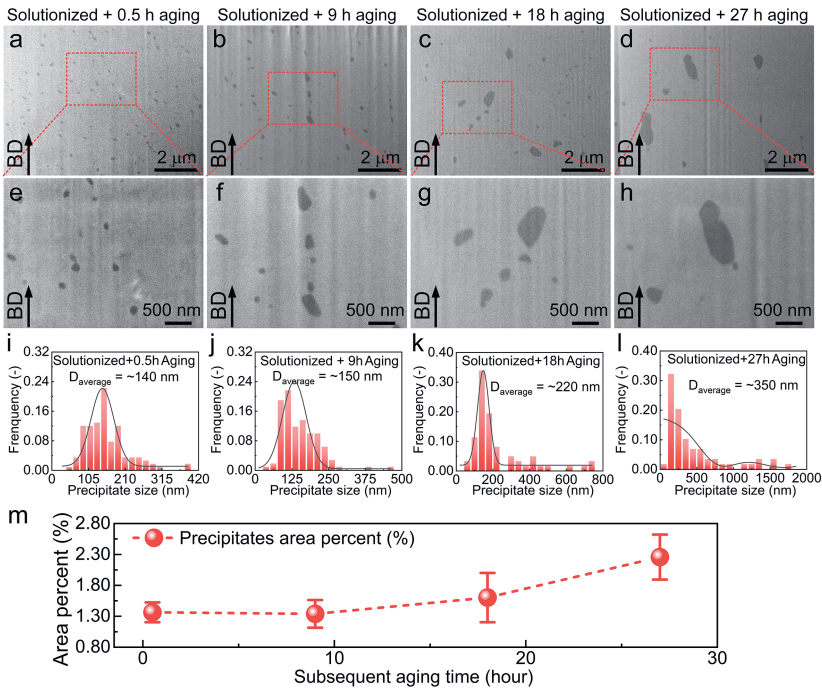 Solutionized + 0.5 h aging Solutionized + 9 h aging Solutionized + 18 h aging Solutionized + 27 h aging
a b c d
BD 2 μm BD 2 μm BD 2 μm BD 2 μm
e f g h
BD 500 nm BD 500 nm BD 500 nm BD 500 nm
i
Frenquency (-)
0.32
0.24
0.16
0.08
0.00
Solutionized+0.5h Aging
Daverage = ~140 nm
0 105 210 315 420
Precipitate size (nm)
j
Frenquency (-)
0.32
0.24
0.16
0.08
0.00
Solutionized + 9h Aging
Daverage = ~150 nm
0 125 250 375 500
Precipitate size (nm)
k
Frenquency (-)
0.40
0.30
0.20
0.10
0.00
Solutionized+18h Aging
Daverage = ~220 nm
0 200 400 600 800
Precipitate size (nm)
l
Frenquency (-)
0.40
0.30
0.20
0.10
0.00
Solutionized+27h Aging
Daverage = ~350 nm
0 500 1000 1500 2000
Precipitate size (nm)
m
Area percent (%)
2.80
2.30
1.80
1.30
0.80
Precipitates area percent (%)
0 10 20 30
Subsequent aging time (hour)